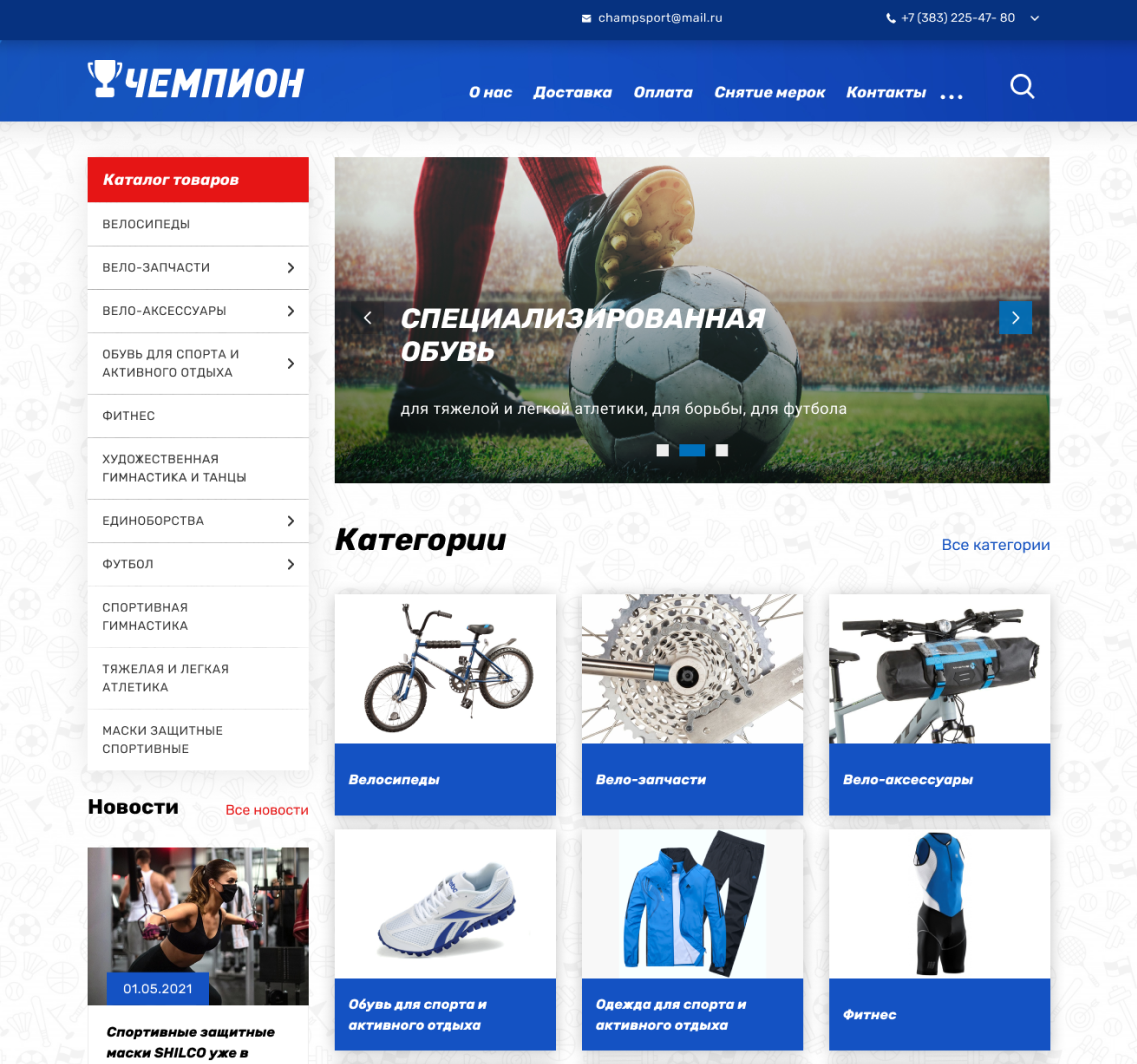 champsport@mail.ru
+7 (383) 225-47- 80
ЧЕМПИОН
О нас
Доставка
Оплата
Снятие мерок
Контакты
...
Каталог товаров
ВЕЛОСИПЕДЫ
ВЕЛО-ЗАПЧАСТИ
ВЕЛО-АКСЕССУАРЫ
ОБУВЬ ДЛЯ СПОРТА И
АКТИВНОГО ОТДЫХА
ФИТНЕС
ХУДОЖЕСТВЕННАЯ
ГИМНАСТИКА И ТАНЦЫ
ЕДИНОБОРСТВА
ФУТБОЛ
СПОРТИВНАЯ
ГИМНАСТИКА
ТЯЖЕЛАЯ И ЛЕГКАЯ
АТЛЕТИКА
МАСКИ ЗАЩИТНЫЕ
СПОРТИВНЫЕ
СПЕЦИАЛИЗИРОВАННАЯ
ОБУВЬ
для тяжелой и легкой атлетики, для борьбы, для футбола
Категории
Все категории
Велосипеды
Вело-запчасти
Вело-аксессуары
Обувь для спорта и
активного отдыха
Одежда для спорта и
активного отдыха
Фитнес
Новости
Все новости
01.05.2021
Спортивные защитные
маски SHILCO уже в